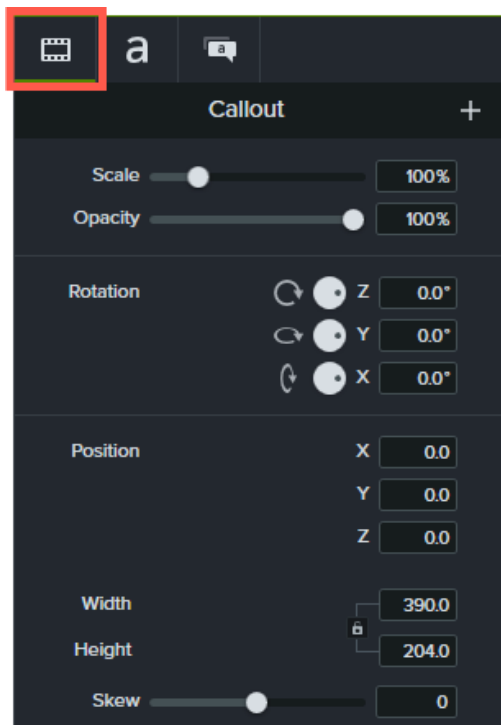 a
a
Callout +
Scale 100%
Opacity 100%
Rotation Z 0.0°
Y 0.0°
X 0.0°
Position X 0.0
Y 0.0
Z 0.0
Width 390.0
Height 204.0
Skew 0